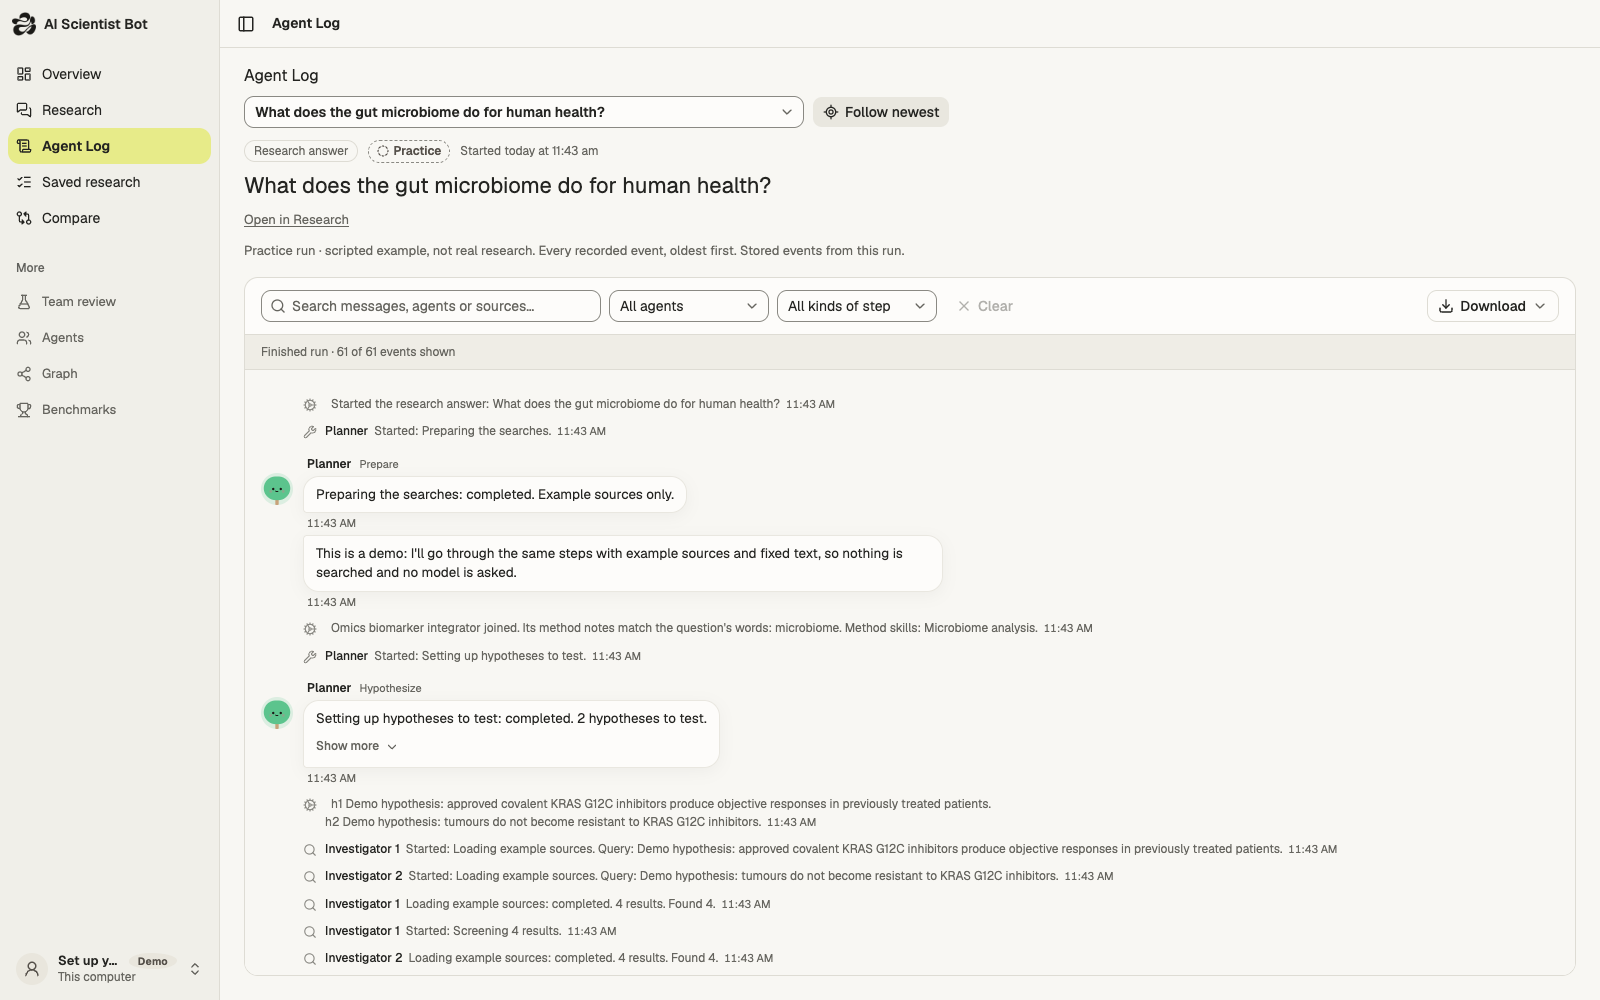 AI Scientist Bot
Agent Log
Overview
Research
Agent Log
Saved research
Compare
More
Team review
Agents
Graph
Benchmarks
Set up y... Demo
This computer
Agent Log
What does the gut microbiome do for human health?
Follow newest
Research answer
Practice
Started today at 11:43 am
What does the gut microbiome do for human health?
Open in Research
Practice run · scripted example, not real research. Every recorded event, oldest first. Stored events from this run.
Search messages, agents or sources...
All agents
All kinds of step
Clear
Download
Finished run · 61 of 61 events shown
Started the research answer: What does the gut microbiome do for human health? 11:43 AM
Planner Started: Preparing the searches. 11:43 AM
Planner Prepare
Preparing the searches: completed. Example sources only.
11:43 AM
This is a demo: I'll go through the same steps with example sources and fixed text, so nothing is
searched and no model is asked.
11:43 AM
Omics biomarker integrator joined. Its method notes match the question's words: microbiome. Method skills: Microbiome analysis. 11:43 AM
Planner Started: Setting up hypotheses to test. 11:43 AM
Planner Hypothesize
Setting up hypotheses to test: completed. 2 hypotheses to test.
Show more
11:43 AM
h1 Demo hypothesis: approved covalent KRAS G12C inhibitors produce objective responses in previously treated patients.
h2 Demo hypothesis: tumours do not become resistant to KRAS G12C inhibitors. 11:43 AM
Investigator 1 Started: Loading example sources. Query: Demo hypothesis: approved covalent KRAS G12C inhibitors produce objective responses in previously treated patients. 11:43 AM
Investigator 2 Started: Loading example sources. Query: Demo hypothesis: tumours do not become resistant to KRAS G12C inhibitors. 11:43 AM
Investigator 1 Loading example sources: completed. 4 results. Found 4. 11:43 AM
Investigator 1 Started: Screening 4 results. 11:43 AM
Investigator 2 Loading example sources: completed. 4 results. Found 4. 11:43 AM